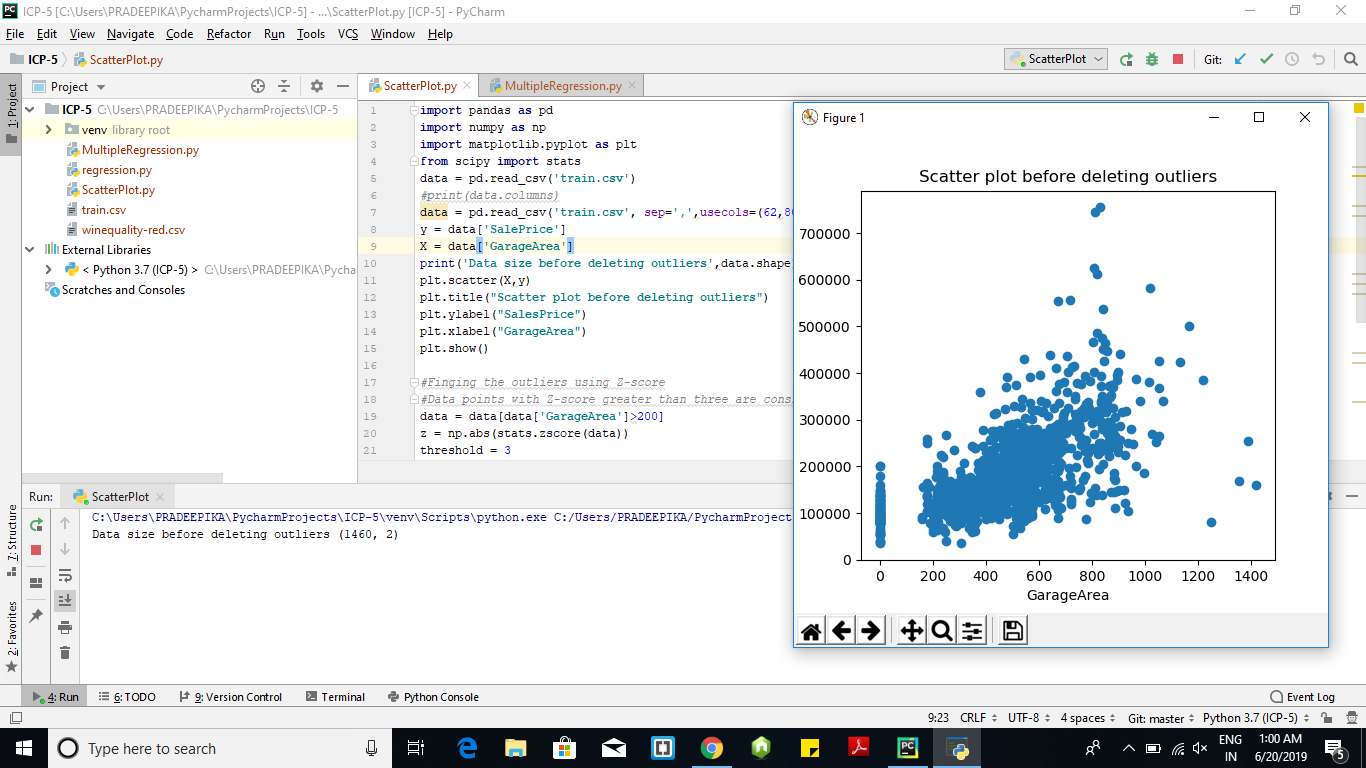 ICP-5 [C:\Users\PRADEEPIKA\PycharmProjects\ICP-5] - ...\ScatterPlot.py [ICP-5] - PyCharm
File Edit View Navigate Code Refactor Run Tools VCS Window Help
ICP-5 ScatterPlot.py
ScatterPlot Git:
1: Project
Project
ScatterPlot.py MultipleRegression.py
ICP-5 C:\Users\PRADEEPIKA\PycharmProjects\ICP-5
venv library root
MultipleRegression.py
regression.py
ScatterPlot.py
train.csv
winequality-red.csv
External Libraries
< Python 3.7 (ICP-5) > C:\Users\PRADEEPIKA\Pycha
Scratches and Consoles
1 import pandas as pd
2 import numpy as np
3 import matplotlib.pyplot as plt
4 from scipy import stats
5 data = pd.read_csv('train.csv')
6 #print(data.columns)
7 data = pd.read_csv('train.csv', sep=',',usecols=(62,80
8 y = data['SalePrice']
9 X = data['GarageArea']
10 print('Data size before deleting outliers',data.shape
11 plt.scatter(X,y)
12 plt.title("Scatter plot before deleting outliers")
13 plt.ylabel("SalesPrice")
14 plt.xlabel("GarageArea")
15 plt.show()
16
17 #Finging the outliers using Z-score
18 #Data points with Z-score greater than three are cons
19 data = data[data['GarageArea']>200]
20 z = np.abs(stats.zscore(data))
21 threshold = 3
Figure 1
Scatter plot before deleting outliers
700000
600000
500000
400000
300000
200000
100000
0
0 200 400 600 800 1000 1200 1400
GarageArea
Run: ScatterPlot
C:\Users\PRADEEPIKA\PycharmProjects\ICP-5\venv\Scripts\python.exe C:/Users/PRADEEPIKA/PycharmProject
Data size before deleting outliers (1460, 2)
7: Structure
2: Favorites
4: Run 6: TODO 9: Version Control Terminal Python Console Event Log
9:23 CRLF UTF-8 4 spaces Git: master Python 3.7 (ICP-5)
Type here to search
ENG
IN
1:00 AM
6/20/2019
5